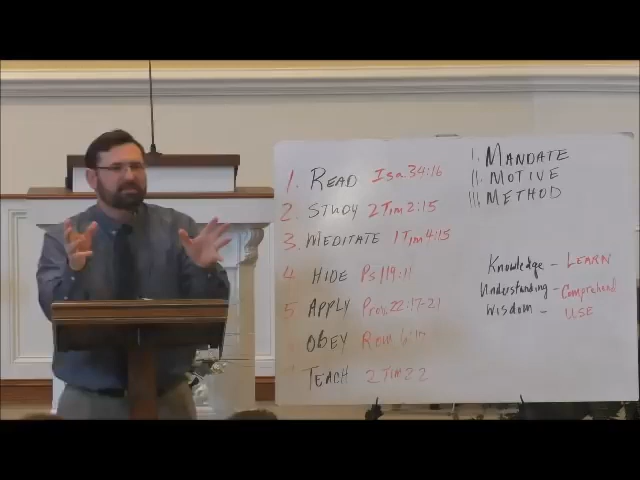 1. READ Isa. 34:16
2. STUDY 2 Tim 2:15
3. MEDITATE 1 Tim 4:15
4 HIDE Ps 119:11
5 APPLY Prov. 22:17-21
OBEY Rom
TEACH 2 Tim 2 2
I. MANDATE
II. MOTIVE
III. METHOD
Knowledge - LEARN
Understanding - Comprehend
Wisdom - USE